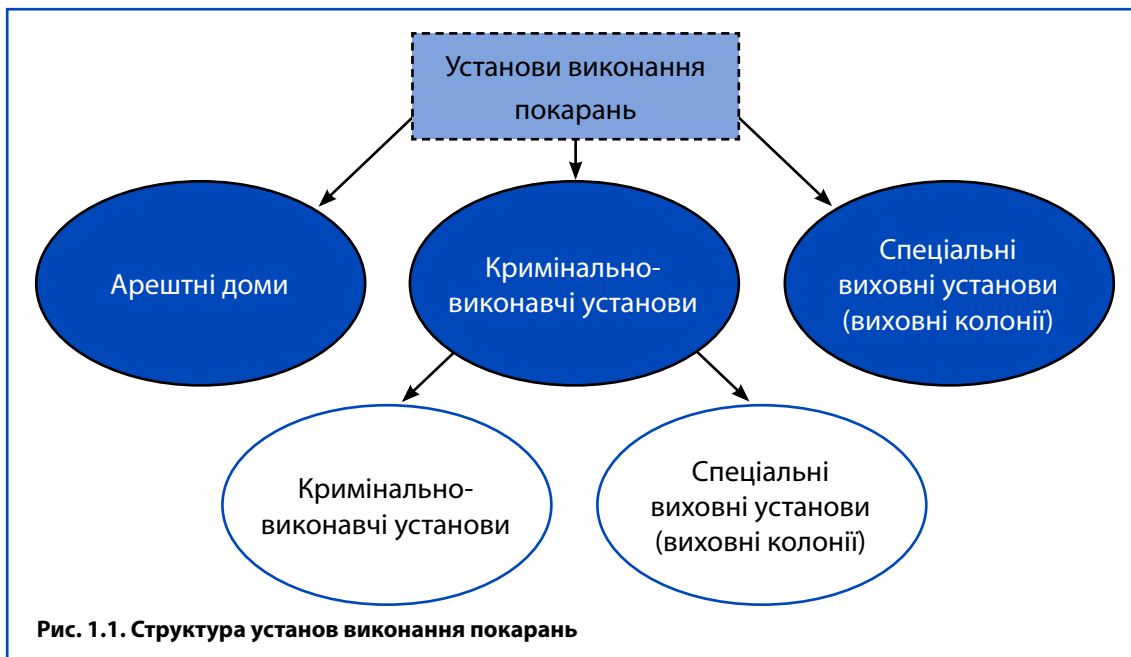 Установи виконання
покарань
Арештні доми
Кримінально-
виконавчі установи
Спеціальні
виховні установи
(виховні колонії)
Кримінально-
виконавчі установи
Спеціальні
виховні установи
(виховні колонії)
Рис. 1.1. Структура установ виконання покарань